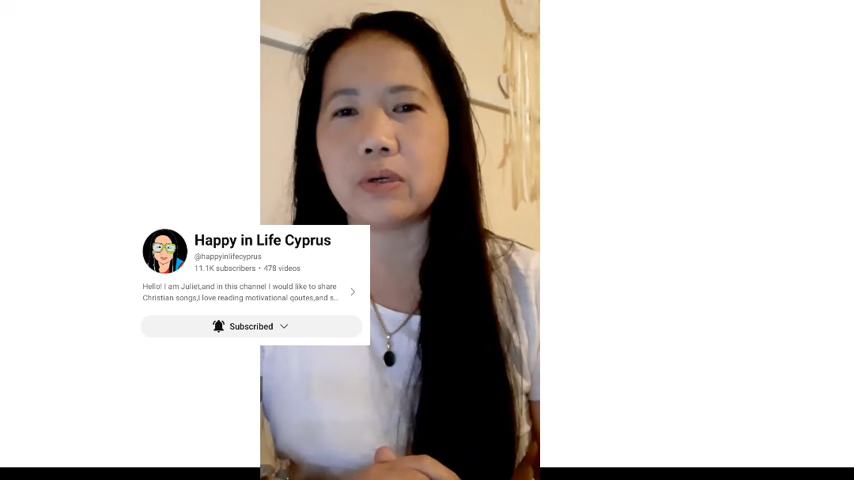 Happy in Life Cyprus
@happyinlifecyprus
11.1K subscribers • 478 videos
Hello! I am Juliet,and in this channel I would like to share
Christian songs,I love reading motivational qoutes,and s...
Subscribed